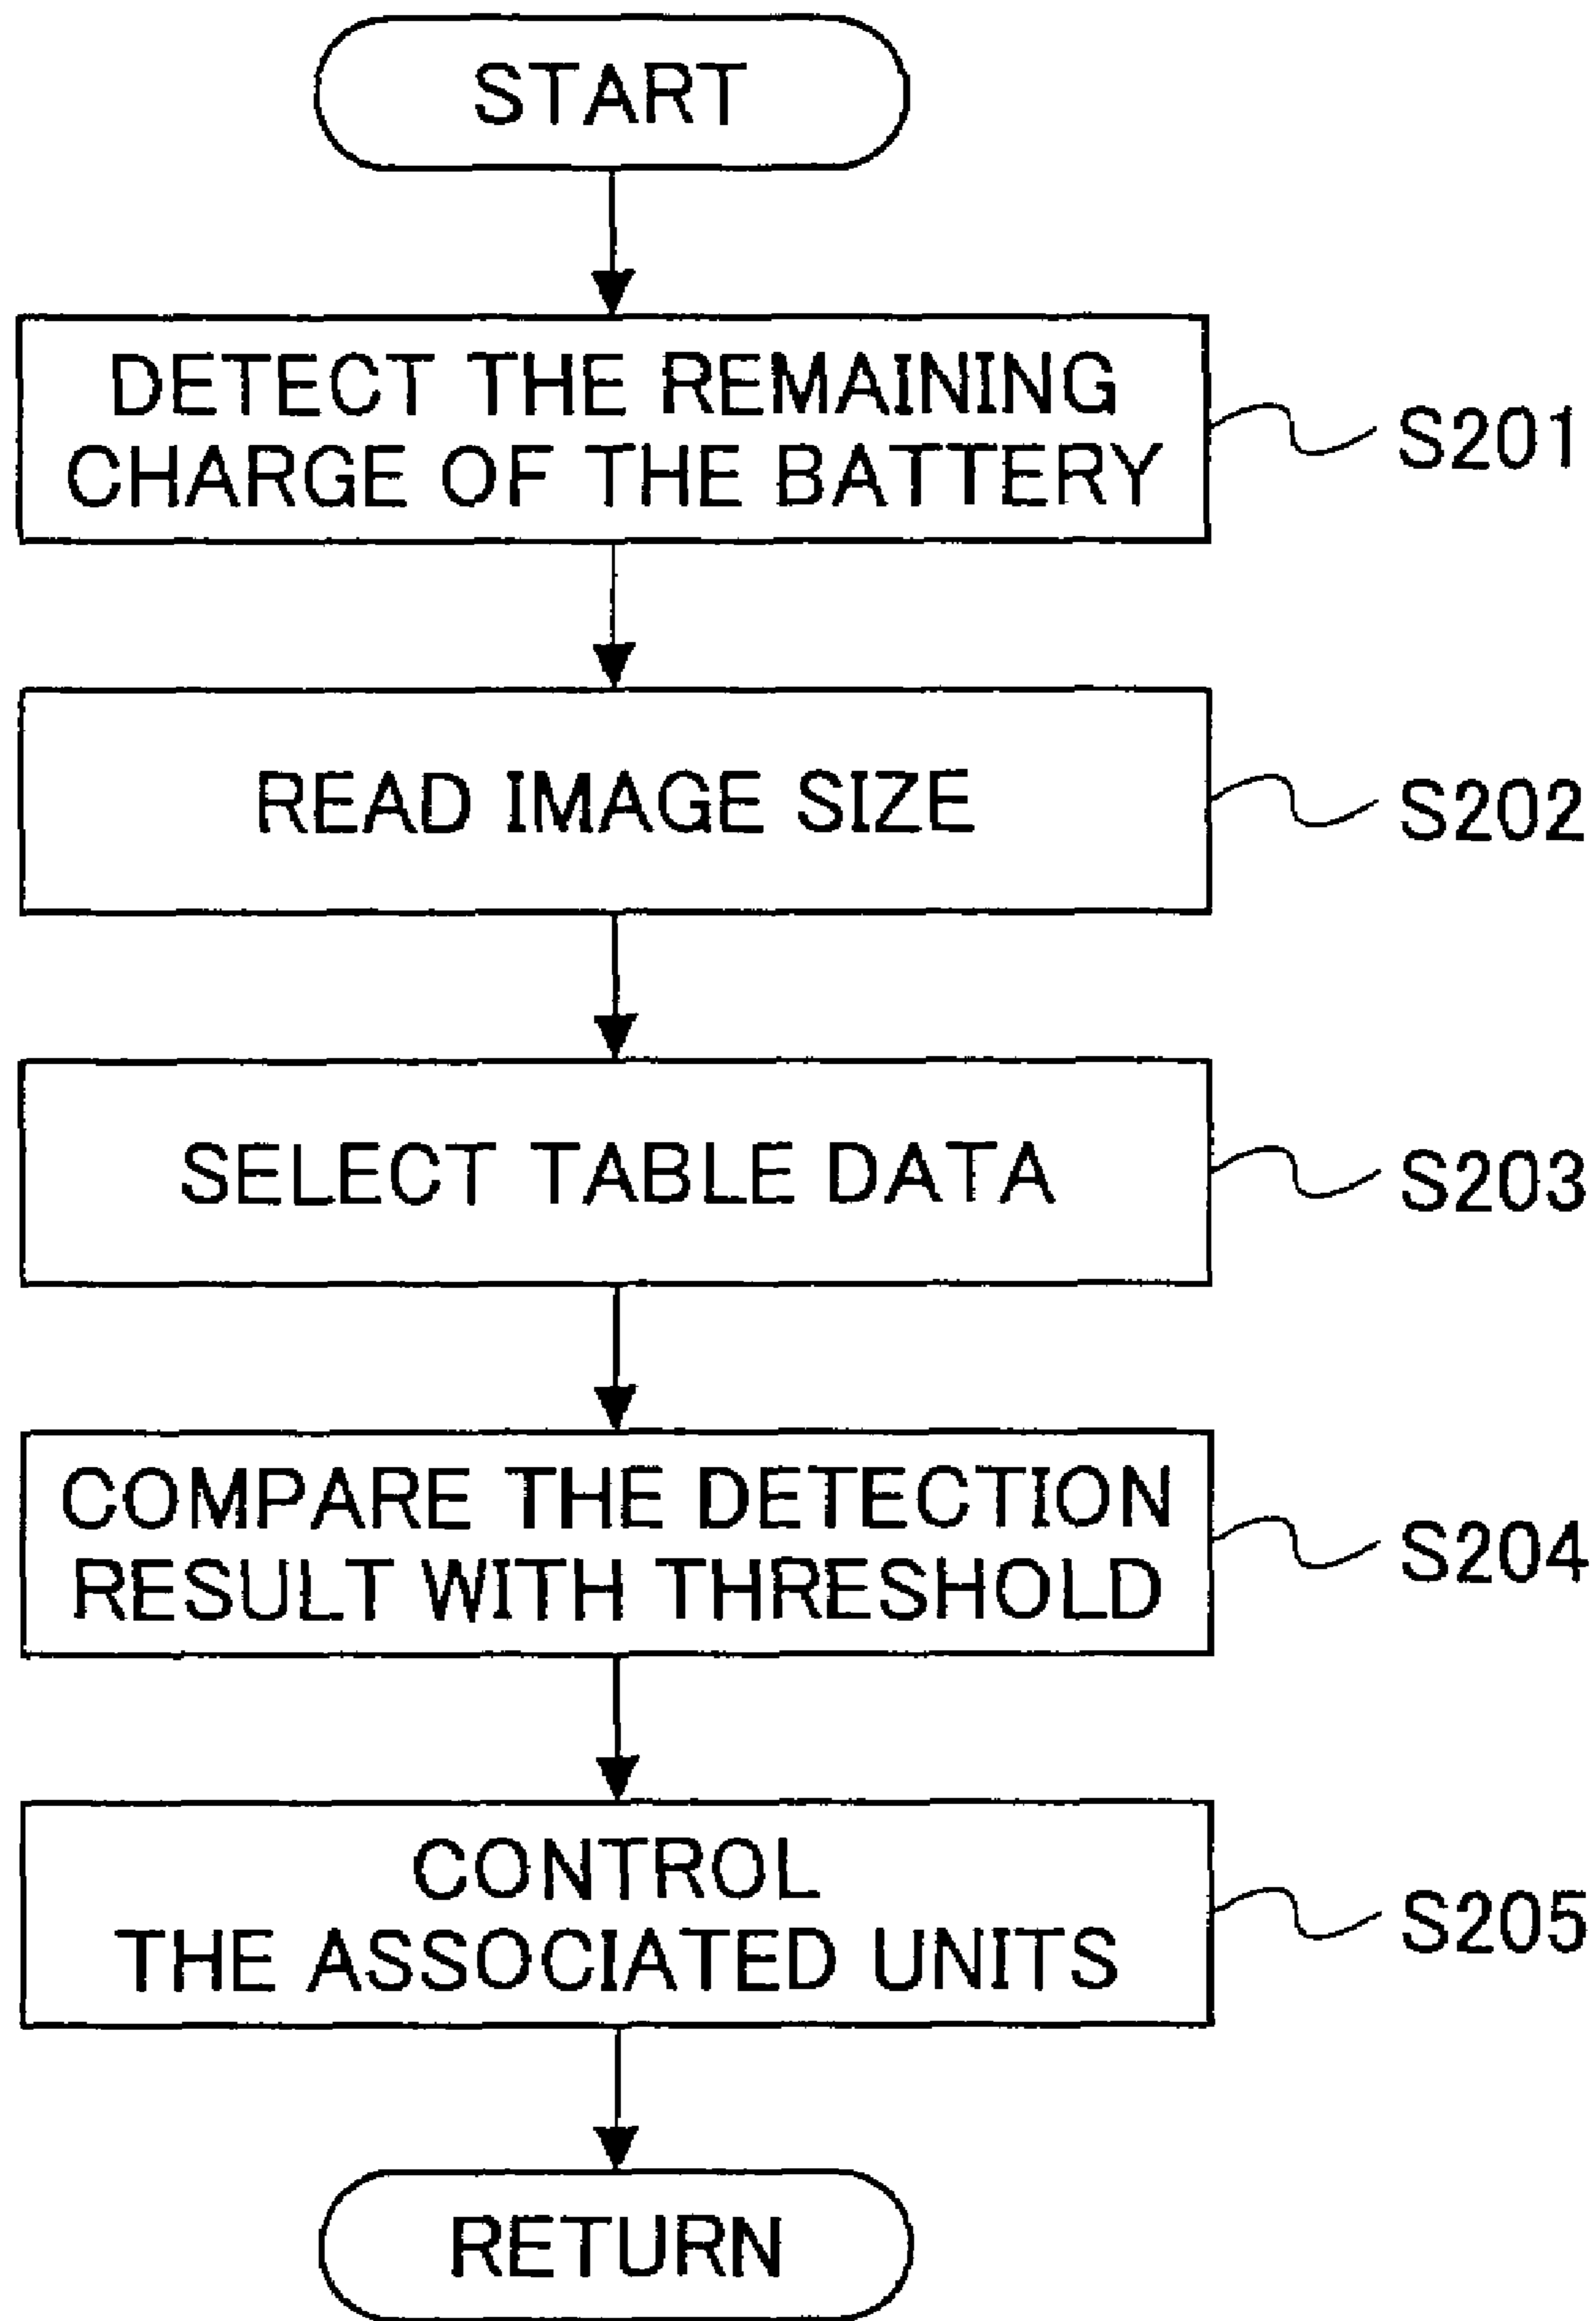 START
DETECT THE REMAINING
CHARGE OF THE BATTERY
S201
READ IMAGE SIZE
S202
SELECT TABLE DATA
S203
COMPARE THE DETECTION
RESULT WITH THRESHOLD
S204
CONTROL
THE ASSOCIATED UNITS
S205
RETURN